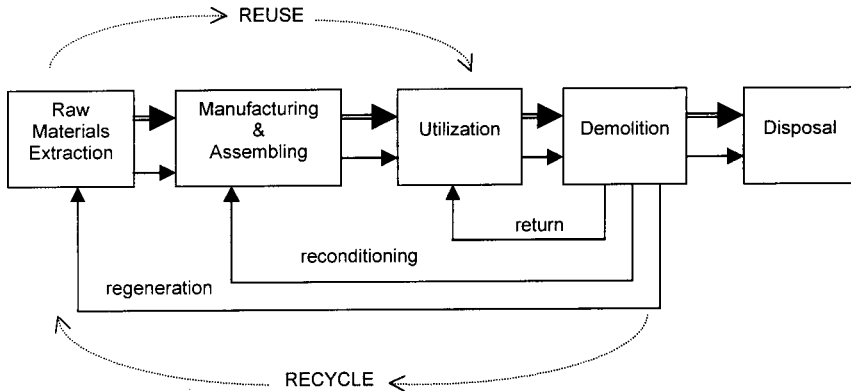 REUSE
Raw
Materials
Extraction
Manufacturing
&
Assembling
Utilization
Demolition
Disposal
return
reconditioning
regeneration
RECYCLE